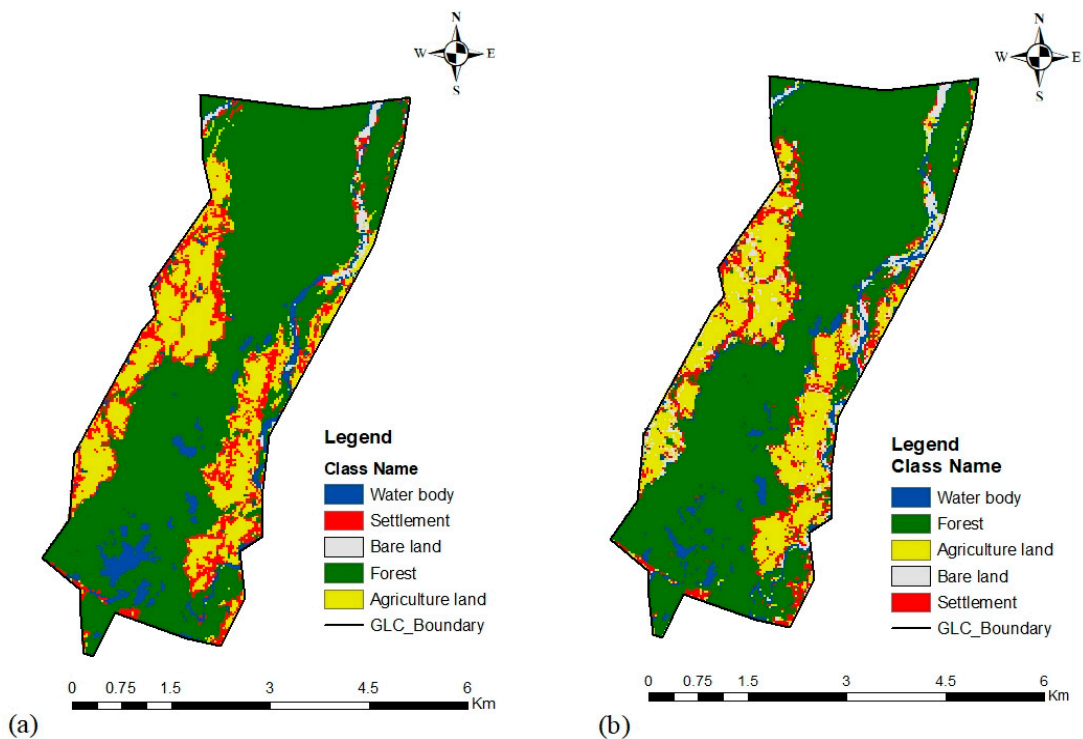 N
W E
S
Legend
Class Name
Water body
Settlement
Bare land
Forest
Agriculture land
GLC_Boundary
0 0.75 1.5 3 4.5 6
Km
(a)
N
W E
S
Legend
Class Name
Water body
Forest
Agriculture land
Bare land
Settlement
GLC_Boundary
0 0.75 1.5 3 4.5 6
Km
(b)